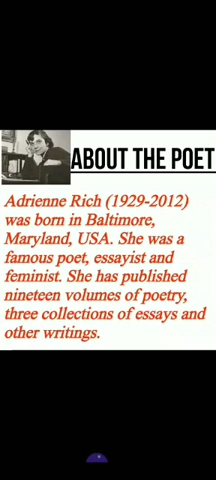 ABOUT THE POET
Adrienne Rich (1929-2012)
was born in Baltimore,
Maryland, USA. She was a
famous poet, essayist and
feminist. She has published
nineteen volumes of poetry,
three collections of essays and
other writings.